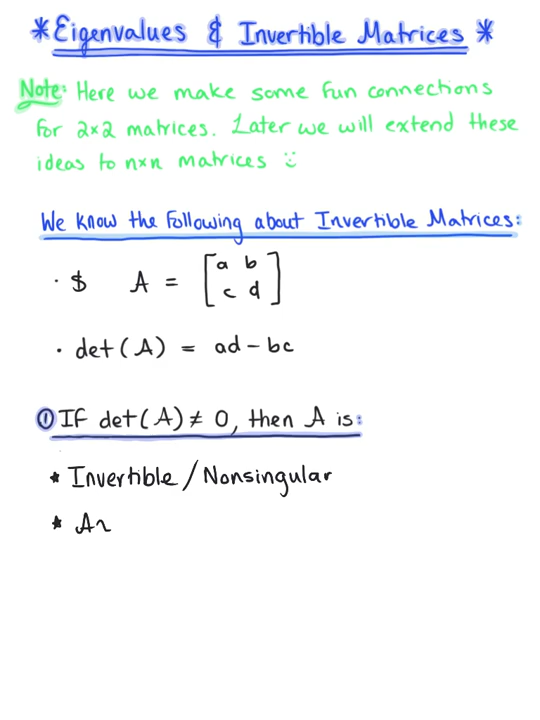 *Eigenvalues & Invertible Matrices *
Note: Here we make some fun connections
for 2x2 matrices. Later we will extend these
ideas to nxn matrices :)
We know the following about Invertible Matrices:
· $ A = [a b
c d]
· det(A) = ad - bc
① If det(A) ≠ 0, then A is:
* Invertible / Nonsingular